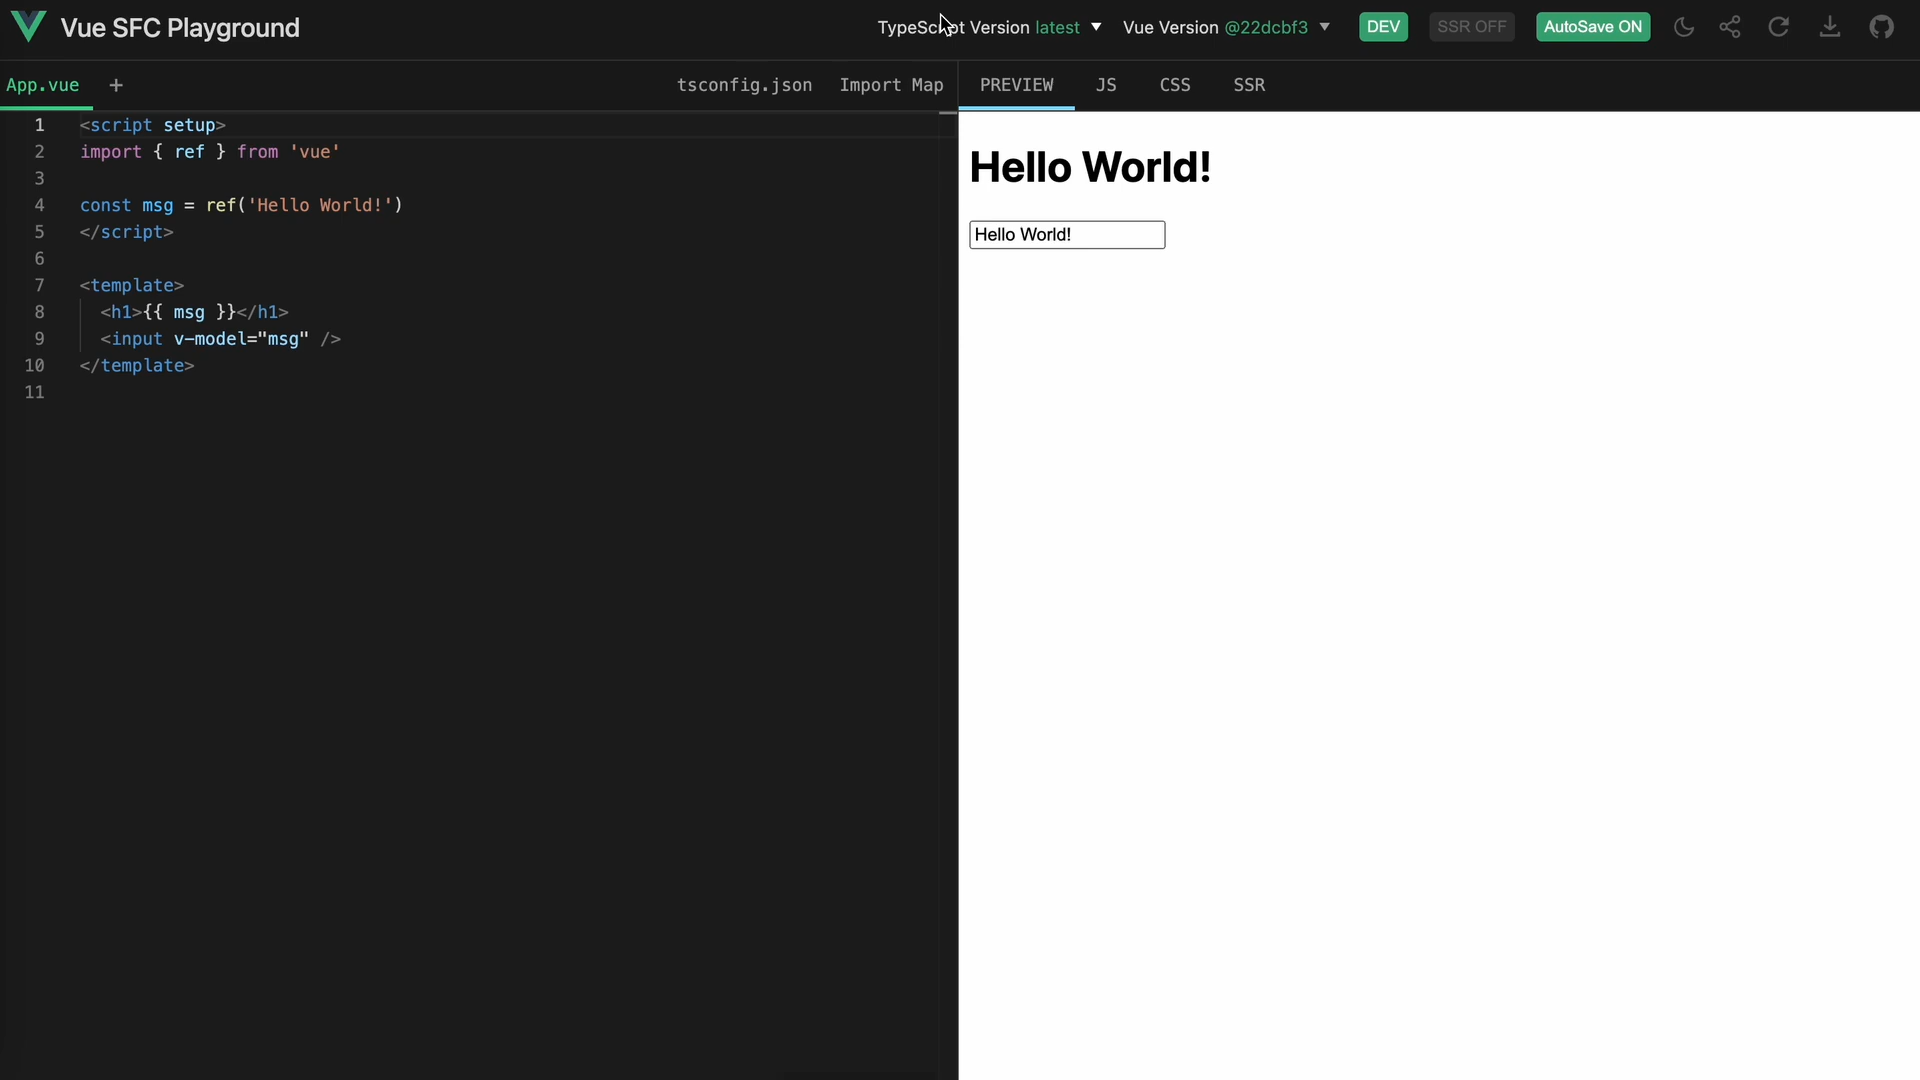 Vue SFC Playground
TypeScript Version latest
Vue Version @22dcbf3
DEV
SSR OFF
AutoSave ON
App.vue
+
tsconfig.json
Import Map
PREVIEW
JS
CSS
SSR
1 <script setup>
2 import { ref } from 'vue'
3
4 const msg = ref('Hello World!')
5 </script>
6
7 <template>
8 <h1>{{ msg }}</h1>
9 <input v-model="msg" />
10 </template>
11
Hello World!
Hello World!